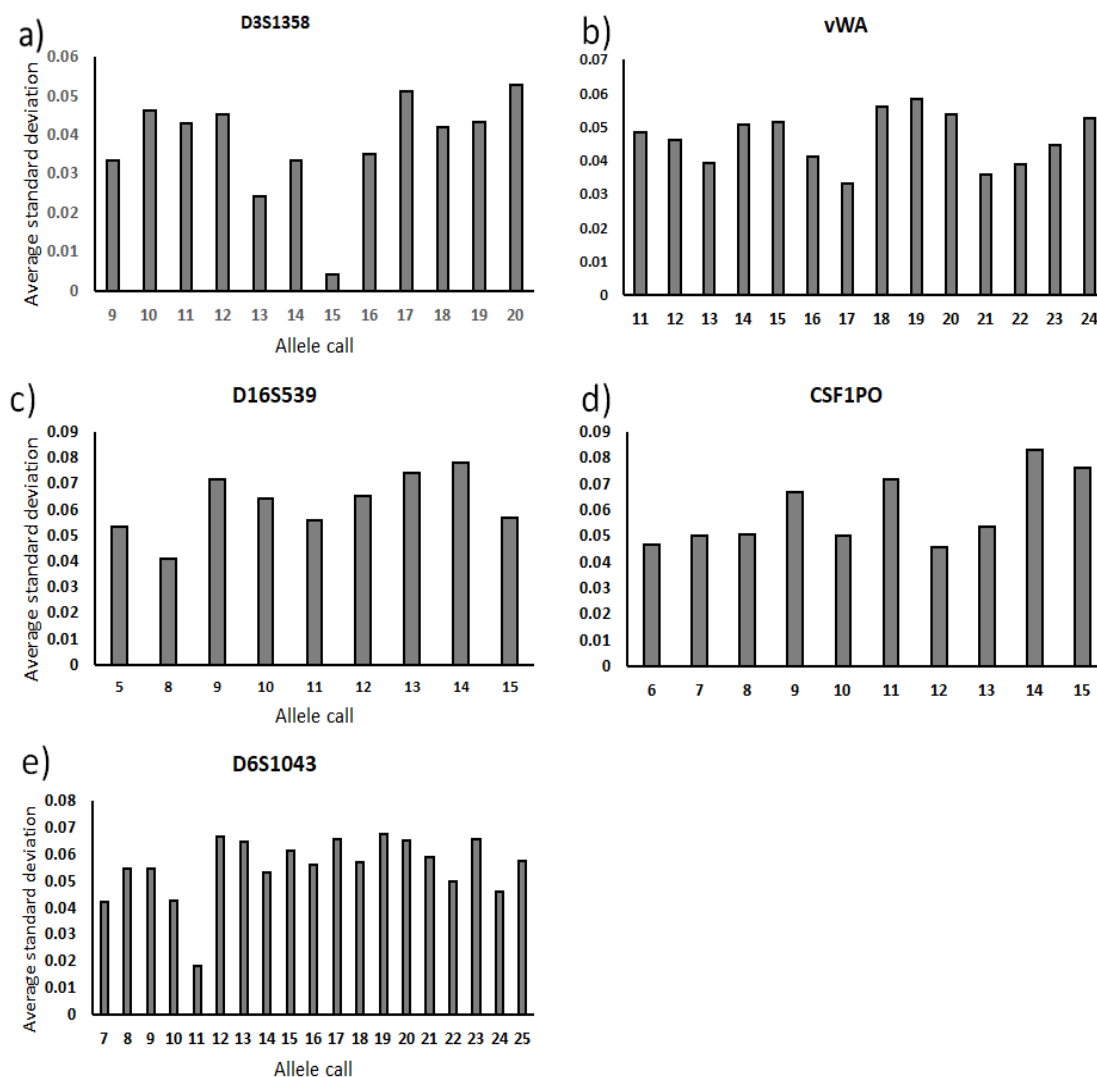 a)
D3S1358
Average standard deviation
0.06
0.05
0.04
0.03
0.02
0.01
0
9 10 11 12 13 14 15 16 17 18 19 20
Allele call
b)
vWA
0.07
0.06
0.05
0.04
0.03
0.02
0.01
0
11 12 13 14 15 16 17 18 19 20 21 22 23 24
c)
D16S539
Average standard deviation
0.09
0.08
0.07
0.06
0.05
0.04
0.03
0.02
0.01
0
5 8 9 10 11 12 13 14 15
Allele call
d)
CSF1PO
0.09
0.08
0.07
0.06
0.05
0.04
0.03
0.02
0.01
0
6 7 8 9 10 11 12 13 14 15
e)
D6S1043
Average standard deviation
0.08
0.07
0.06
0.05
0.04
0.03
0.02
0.01
0
7 8 9 10 11 12 13 14 15 16 17 18 19 20 21 22 23 24 25
Allele call